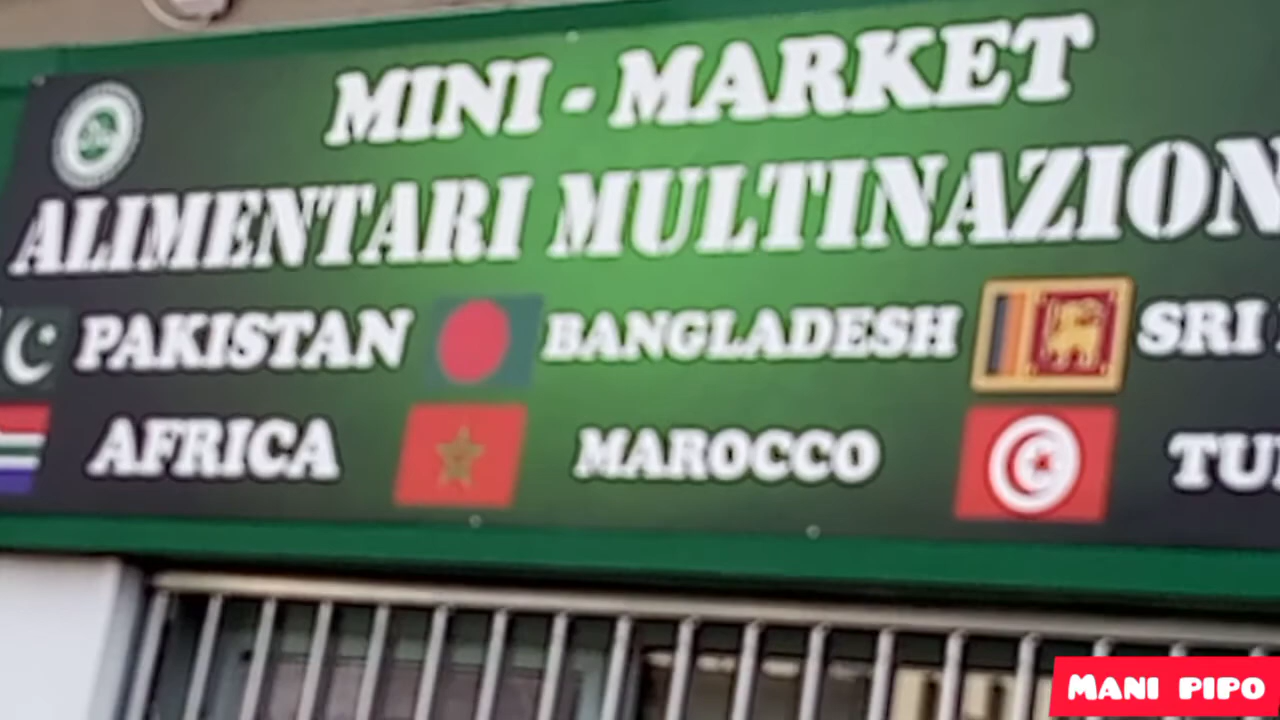 MINI - MARKET
ALIMENTARI MULTINAZION
PAKISTAN BANGLADESH SRI
AFRICA MAROCCO TU
MANI PIPO